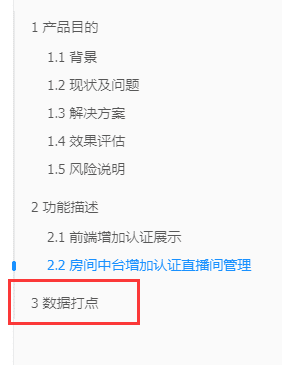 1 产品目的
1.1 背景
1.2 现状及问题
1.3 解决方案
1.4 效果评估
1.5 风险说明
2 功能描述
2.1 前端增加认证展示
2.2 房间中台增加认证直播间管理
3 数据打点